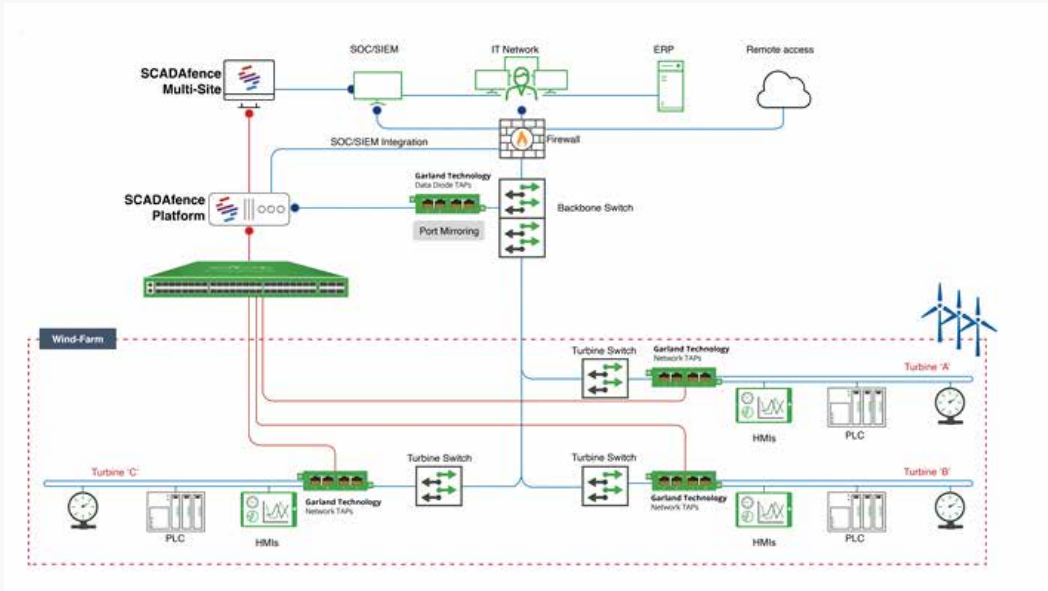 SOC/SIEM
IT Network
ERP
Remote access
SCADAfence
Multi-Site
SOC/SIEM Integration
Firewall
Garland Technology
Data Diode TAPs
SCADAfence
Platform
Port Mirroring
Backbone Switch
Wind-Farm
Turbine Switch
Garland Technology
Network TAPs
Turbine 'A'
HMIs
PLC
Turbine 'C'
Turbine Switch
Turbine Switch
Turbine 'B'
Garland Technology
Network TAPs
Garland Technology
Network TAPs
PLC
HMIs
HMIs
PLC